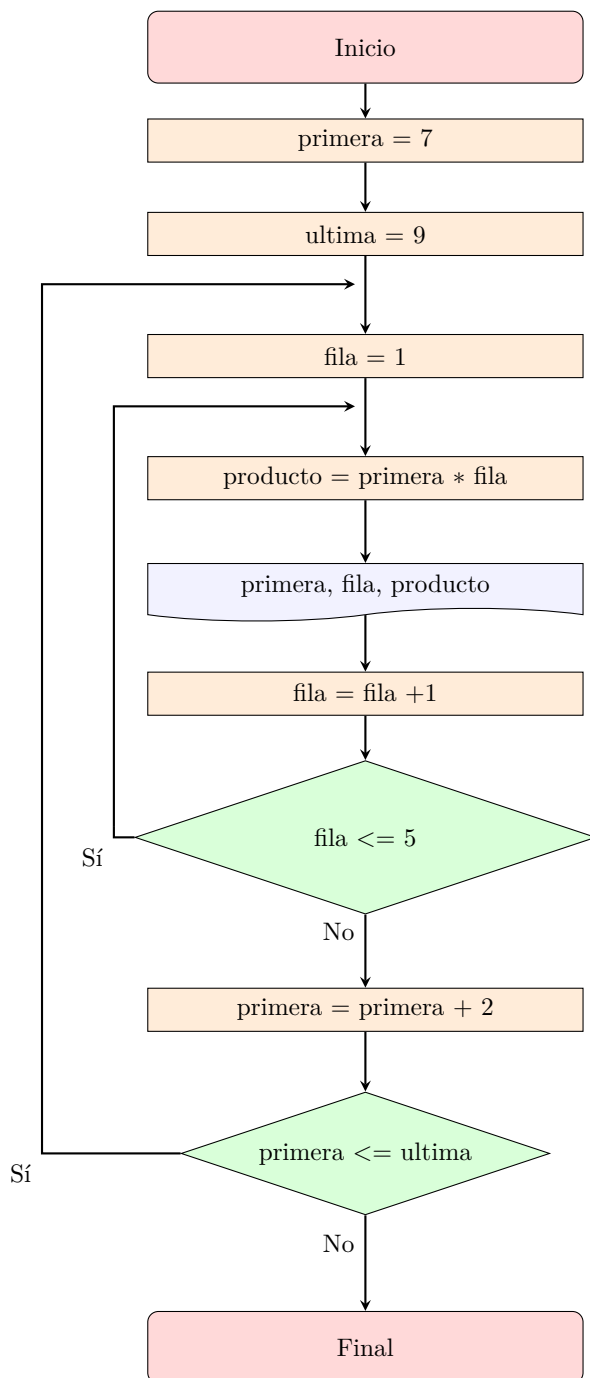 Inicio
primera = 7
ultima = 9
fila = 1
producto = primera * fila
primera, fila, producto
fila = fila +1
fila <= 5
Sí
No
primera = primera + 2
primera <= ultima
Sí
No
Final